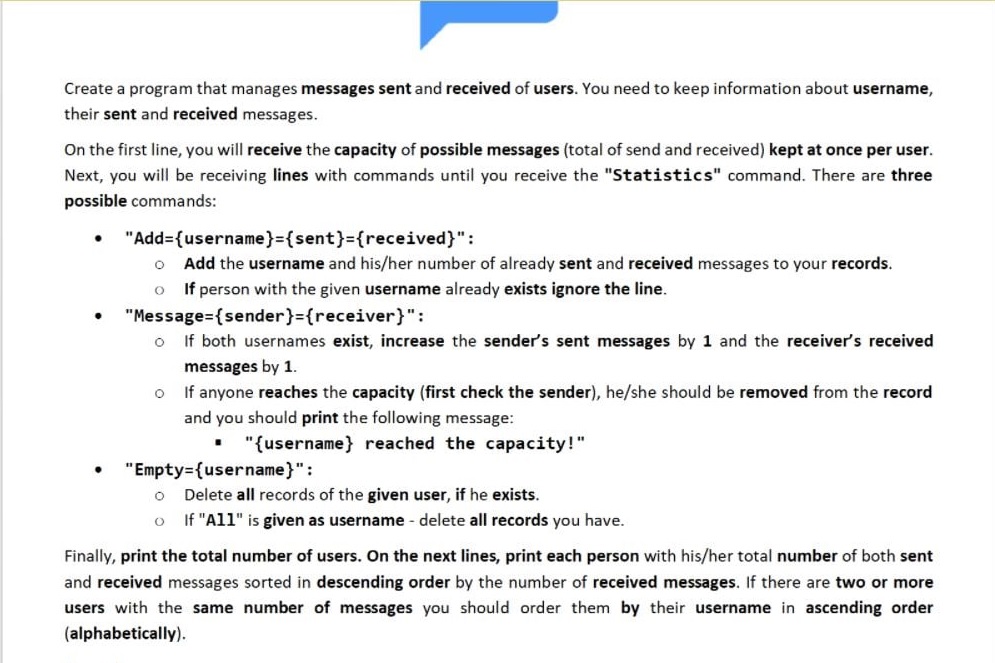 Create a program that manages messages sent and received of users. You need to keep information about username,
their sent and received messages.
On the first line, you will receive the capacity of possible messages (total of send and received) kept at once per user.
Next, you will be receiving lines with commands until you receive the "Statistics" command. There are three
possible commands:
• "Add={username}={sent}={received}":
o Add the username and his/her number of already sent and received messages to your records.
o If person with the given username already exists ignore the line.
• "Message={sender}={receiver}":
o If both usernames exist, increase the sender's sent messages by 1 and the receiver's received
messages by 1.
o If anyone reaches the capacity (first check the sender), he/she should be removed from the record
and you should print the following message:
▪ "{username} reached the capacity!"
• "Empty={username}":
o Delete all records of the given user, if he exists.
o If "All" is given as username - delete all records you have.
Finally, print the total number of users. On the next lines, print each person with his/her total number of both sent
and received messages sorted in descending order by the number of received messages. If there are two or more
users with the same number of messages you should order them by their username in ascending order
(alphabetically).